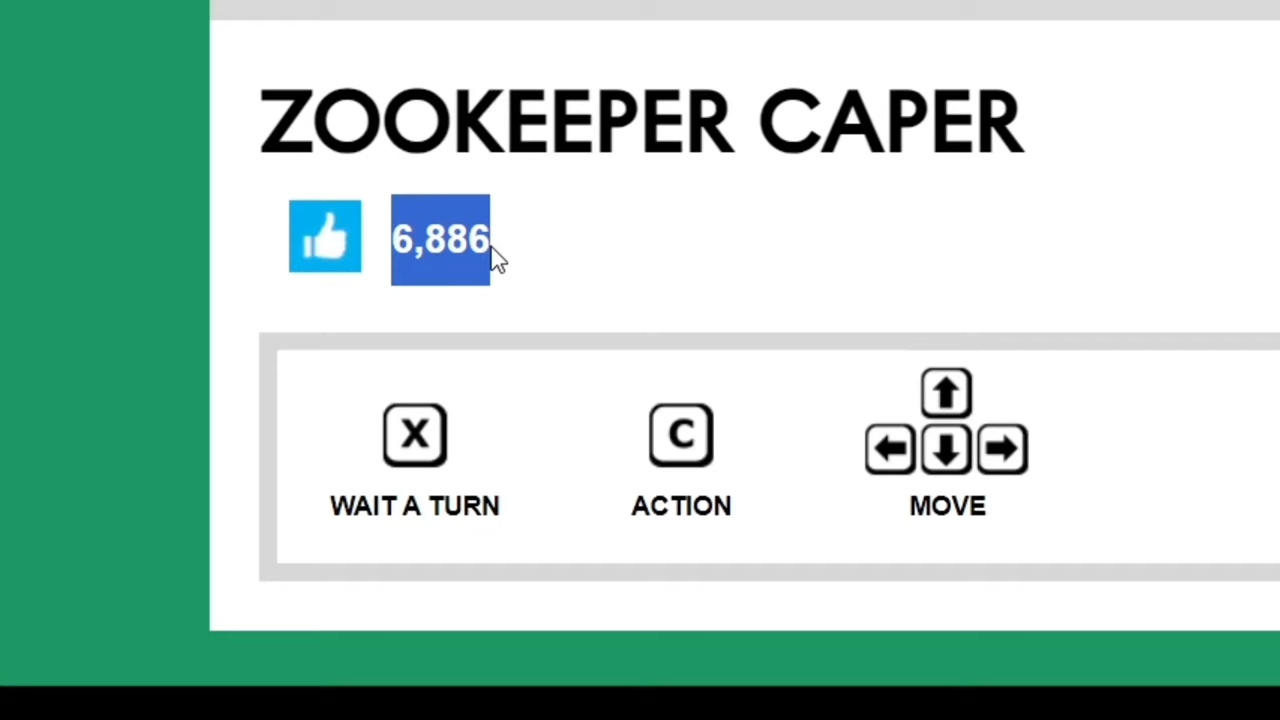 ZOOKEEPER CAPER
6,886
X
C
WAIT A TURN
ACTION
MOVE